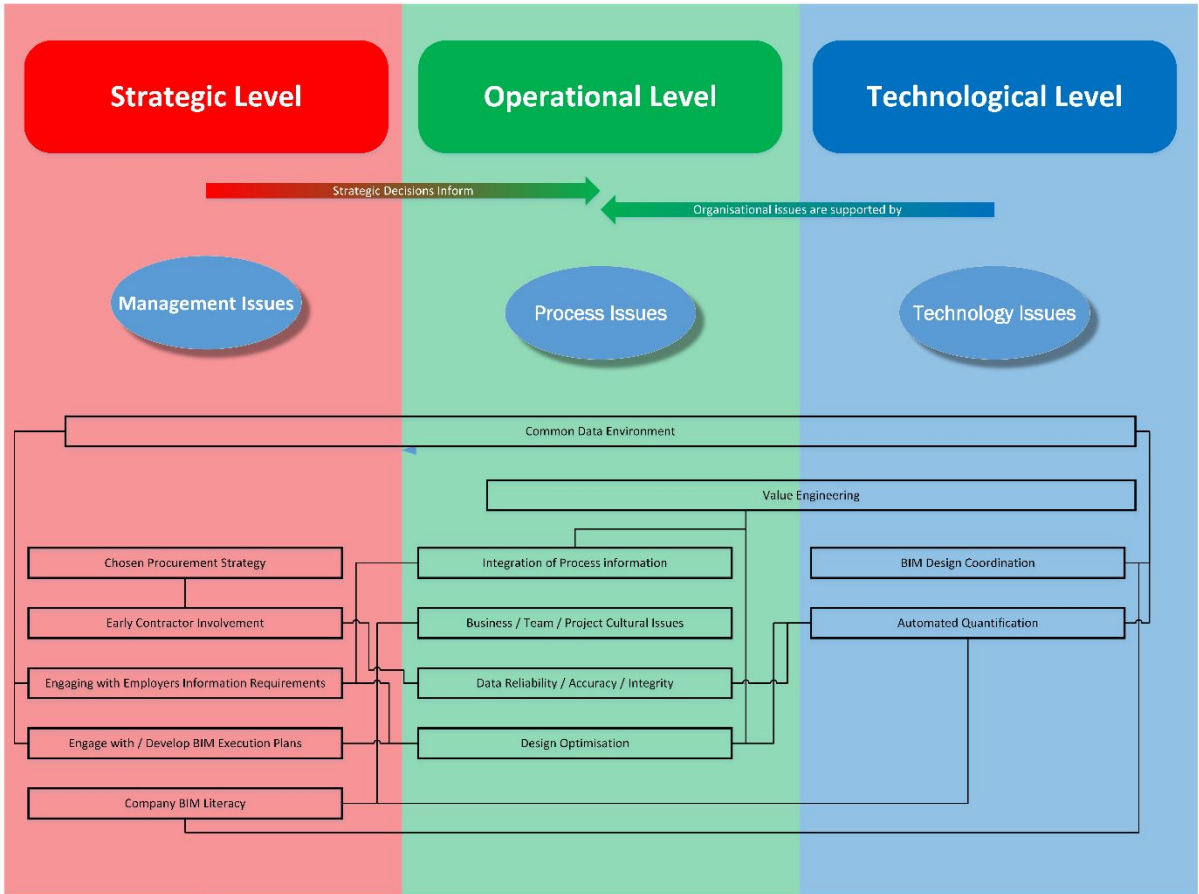 Strategic Level
Operational Level
Technological Level
Strategic Decisions Inform
Organisational issues are supported by
Management Issues
Process Issues
Technology Issues
Common Data Environment
Value Engineering
Chosen Procurement Strategy
Integration of Process information
BIM Design Coordination
Early Contractor Involvement
Business / Team / Project Cultural Issues
Automated Quantification
Engaging with Employers Information Requirements
Data Reliability / Accuracy / Integrity
Engage with / Develop BIM Execution Plans
Design Optimisation
Company BIM Literacy